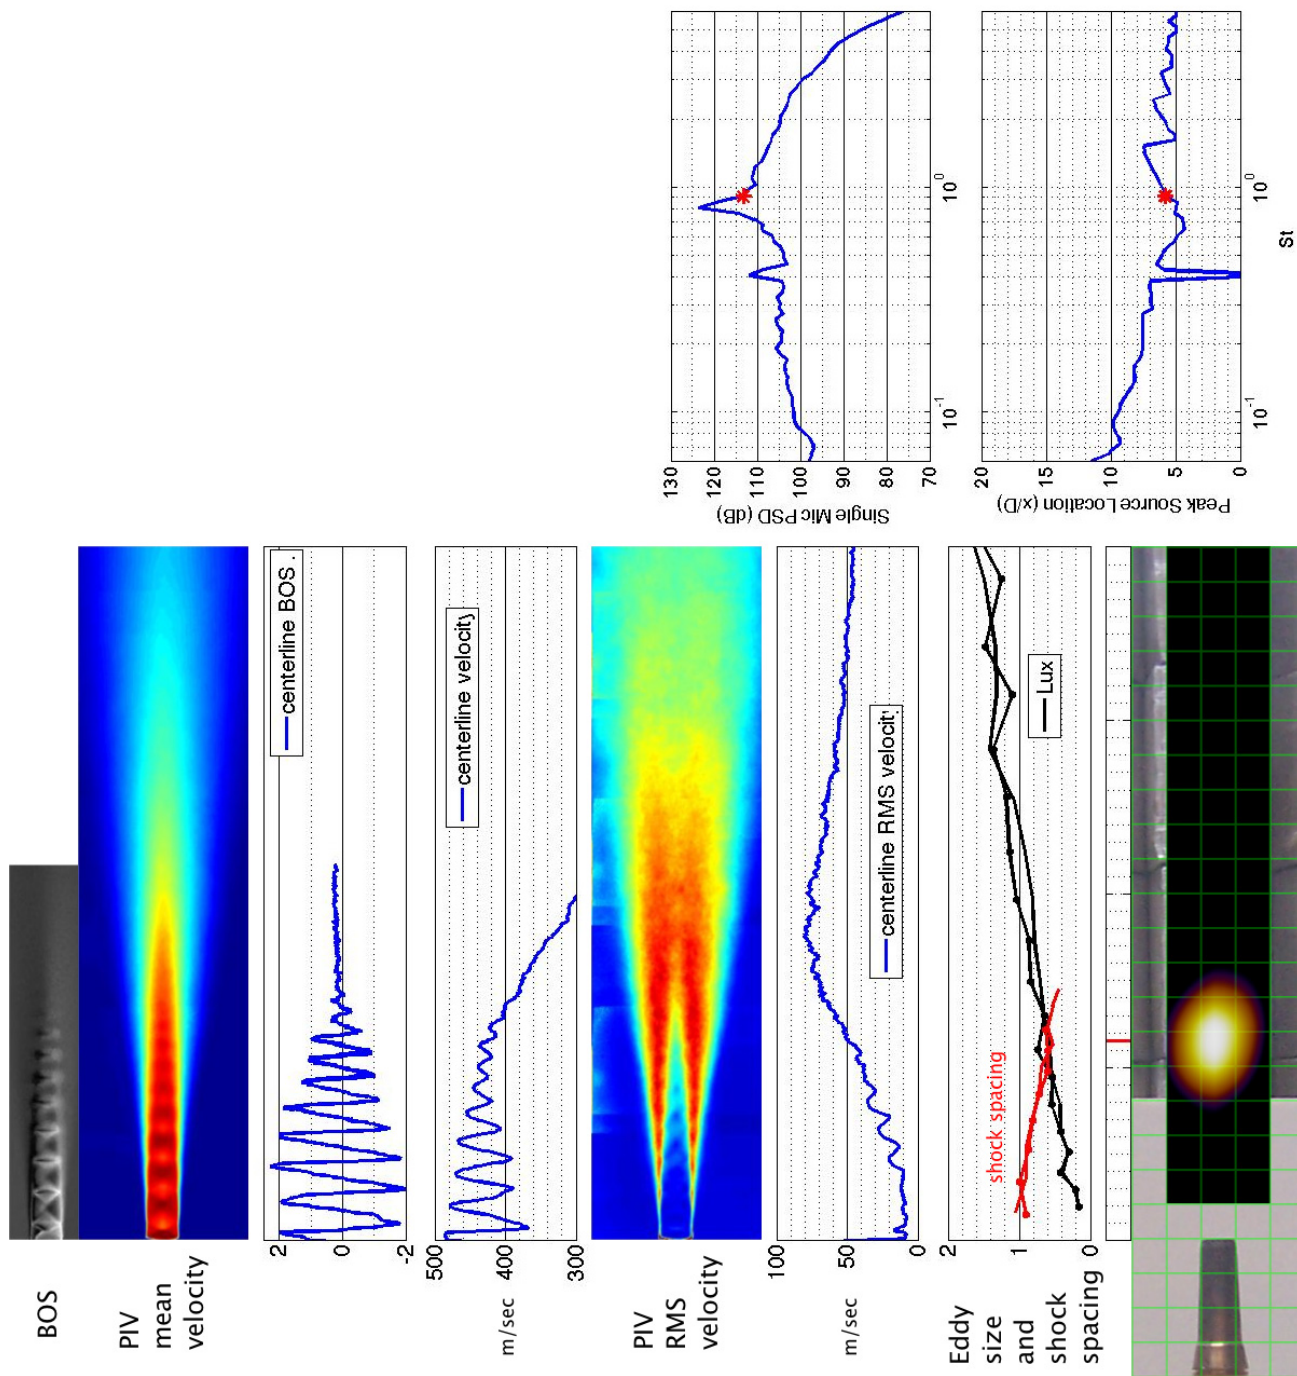 BOS
PIV
mean
velocity
2
0
-2
centerline BOS.
500
400
300
m/sec
centerline velocity
PIV
RMS
velocity
100
50
0
m/sec
centerline RMS velocity
Eddy
size
and
shock
spacing
2
1
0
shock spacing
Lux
130
120
110
100
90
80
70
Single Mic PSD (dB)
10^-1
10^0
20
15
10
5
0
Peak Source Location (x/D)
10^-1
10^0
St